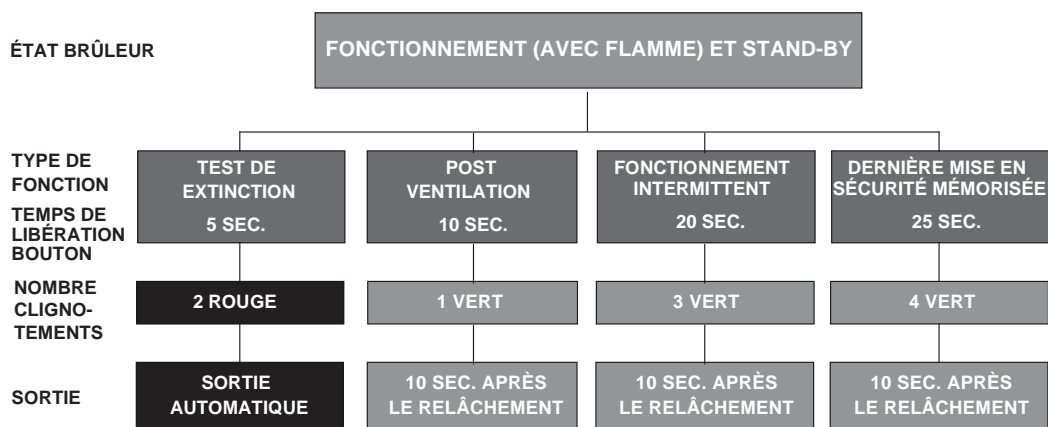 ÉTAT BRÛLEUR
FONCTIONNEMENT (AVEC FLAMME) ET STAND-BY
TYPE DE
FONCTION
TEMPS DE
LIBÉRATION
BOUTON
TEST DE
EXTINCTION
5 SEC.
POST
VENTILATION
10 SEC.
FONCTIONNEMENT
INTERMITTENT
20 SEC.
DERNIÈRE MISE EN
SÉCURITÉ MÉMORISÉE
25 SEC.
NOMBRE
CLIGNO-
TEMENTS
2 ROUGE
1 VERT
3 VERT
4 VERT
SORTIE
SORTIE
AUTOMATIQUE
10 SEC. APRÈS
LE RELÂCHEMENT
10 SEC. APRÈS
LE RELÂCHEMENT
10 SEC. APRÈS
LE RELÂCHEMENT